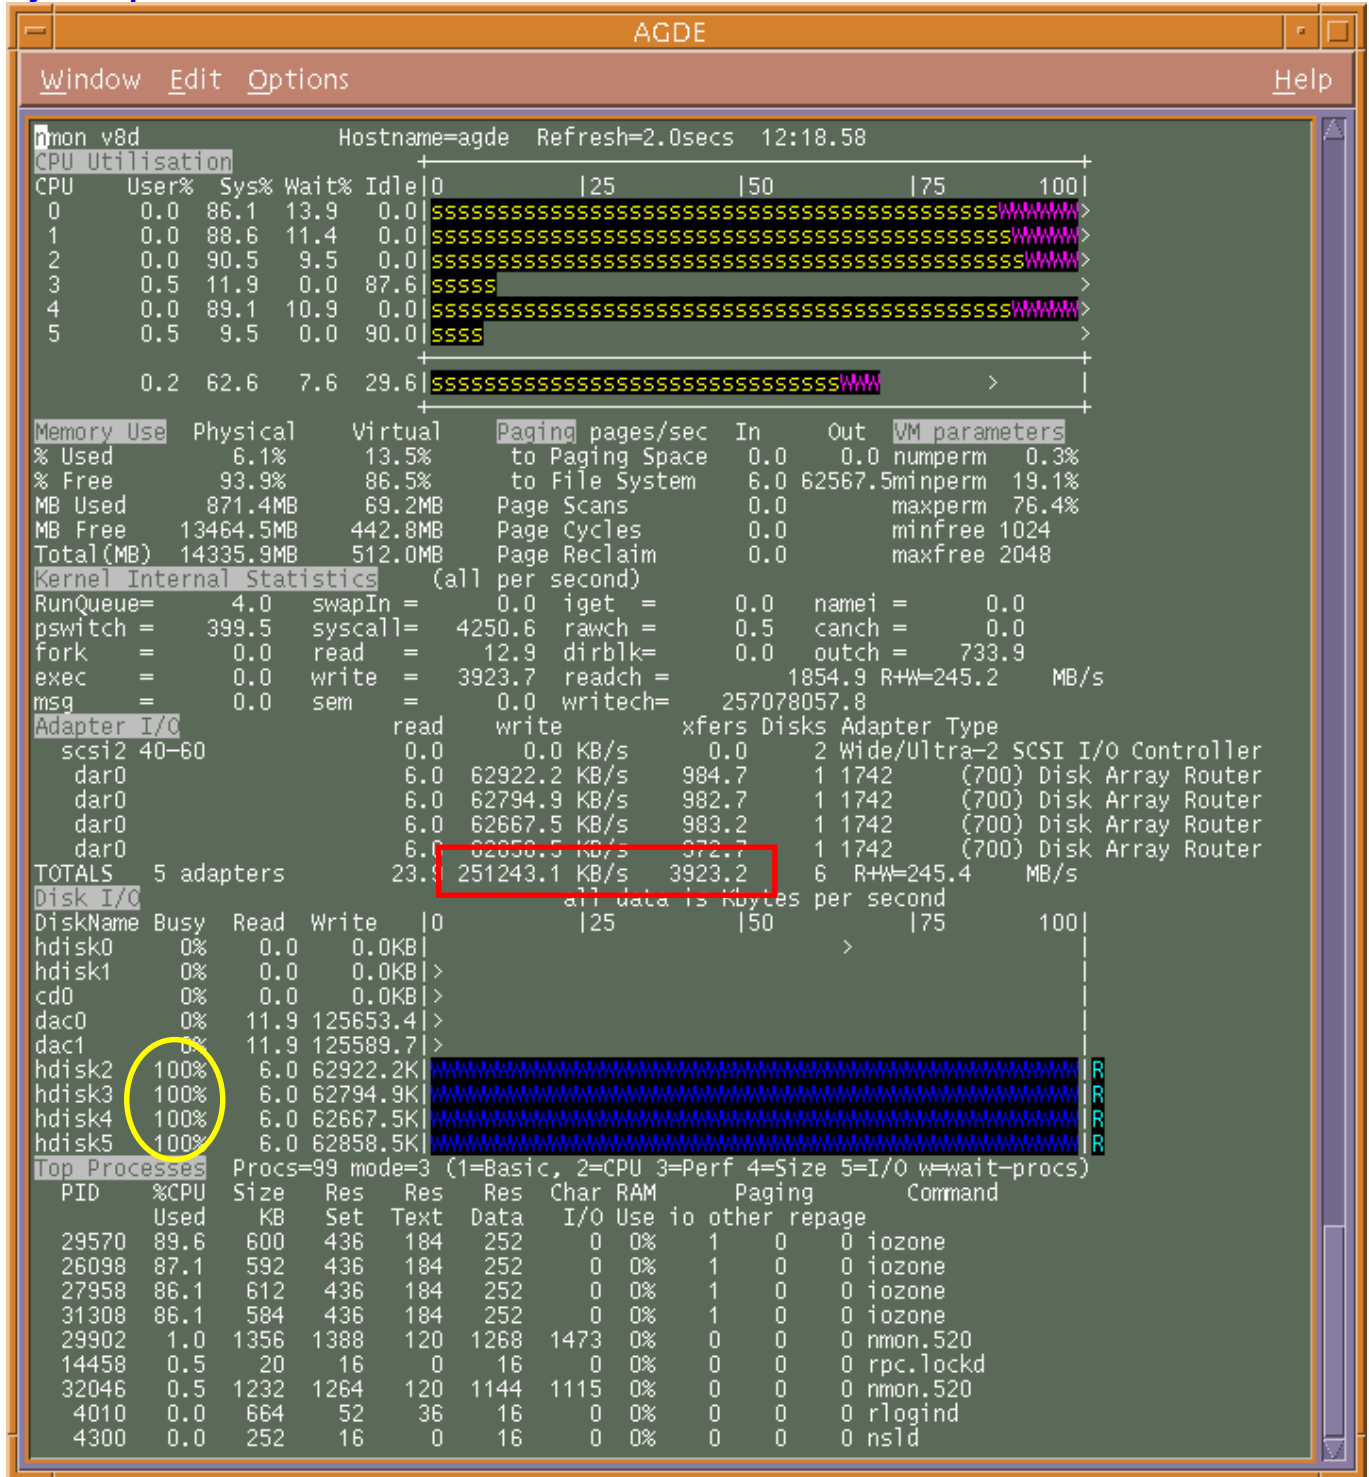 AGDE
Window Edit Options Help
nmon v8d Hostname=agde Refresh=2.0secs 12:18.58
CPU Utilisation
CPU User% Sys% Wait% Idle|0 |25 |50 |75 100|
0 0.0 86.1 13.9 0.0|ssssssssssssssssssssssssssssssssssssssssssssWWWWWW>
1 0.0 88.6 11.4 0.0|sssssssssssssssssssssssssssssssssssssssssssssWWWWW>
2 0.0 90.5 9.5 0.0|ssssssssssssssssssssssssssssssssssssssssssssssWWWW>
3 0.5 11.9 0.0 87.6|sssss >
4 0.0 89.1 10.9 0.0|sssssssssssssssssssssssssssssssssssssssssssssWWWWW>
5 0.5 9.5 0.0 90.0|ssss >
0.2 62.6 7.6 29.6|sssssssssssssssssssssssssssssssWWW > |
Memory Use Physical Virtual Paging pages/sec In Out VM parameters
% Used 6.1% 13.5% to Paging Space 0.0 0.0 numperm 0.3%
% Free 93.9% 86.5% to File System 6.0 62567.5minperm 19.1%
MB Used 871.4MB 69.2MB Page Scans 0.0 maxperm 76.4%
MB Free 13464.5MB 442.8MB Page Cycles 0.0 minfree 1024
Total(MB) 14335.9MB 512.0MB Page Reclaim 0.0 maxfree 2048
Kernel Internal Statistics (all per second)
RunQueue= 4.0 swapIn = 0.0 iget = 0.0 namei = 0.0
pswitch = 399.5 syscall= 4250.6 rawch = 0.5 canch = 0.0
fork = 0.0 read = 12.9 dirblk= 0.0 outch = 733.9
exec = 0.0 write = 3923.7 readch = 1854.9 R+W=245.2 MB/s
msg = 0.0 sem = 0.0 writech= 257078057.8
Adapter I/O read write xfers Disks Adapter Type
scsi2 40-60 0.0 0.0 KB/s 0.0 2 Wide/Ultra-2 SCSI I/O Controller
dar0 6.0 62922.2 KB/s 984.7 1 1742 (700) Disk Array Router
dar0 6.0 62794.9 KB/s 982.7 1 1742 (700) Disk Array Router
dar0 6.0 62667.5 KB/s 983.2 1 1742 (700) Disk Array Router
dar0 6.0 62858.5 KB/s 972.7 1 1742 (700) Disk Array Router
TOTALS 5 adapters 23.9 251243.1 KB/s 3923.2 6 R+W=245.4 MB/s
Disk I/O all data is Kbytes per second
DiskName Busy Read Write |0 |25 |50 |75 100|
hdisk0 0% 0.0 0.0KB| > |
hdisk1 0% 0.0 0.0KB|> |
cd0 0% 0.0 0.0KB|> |
dac0 0% 11.9 125653.4|> |
dac1 0% 11.9 125589.7|> |
hdisk2 100% 6.0 62922.2K|WWWWWWWWWWWWWWWWWWWWWWWWWWWWWWWWWWWWWWWWWWWWWWWWWW|R
hdisk3 100% 6.0 62794.9K|WWWWWWWWWWWWWWWWWWWWWWWWWWWWWWWWWWWWWWWWWWWWWWWWWW|R
hdisk4 100% 6.0 62667.5K|WWWWWWWWWWWWWWWWWWWWWWWWWWWWWWWWWWWWWWWWWWWWWWWWWW|R
hdisk5 100% 6.0 62858.5K|WWWWWWWWWWWWWWWWWWWWWWWWWWWWWWWWWWWWWWWWWWWWWWWWWW|R
Top Processes Procs=99 mode=3 (1=Basic, 2=CPU 3=Perf 4=Size 5=I/O w=wait-procs)
PID %CPU Size Res Res Res Char RAM Paging Command
Used KB Set Text Data I/O Use io other repage
29570 89.6 600 436 184 252 0 0% 1 0 0 iozone
26098 87.1 592 436 184 252 0 0% 1 0 0 iozone
27958 86.1 612 436 184 252 0 0% 1 0 0 iozone
31308 86.1 584 436 184 252 0 0% 1 0 0 iozone
29902 1.0 1356 1388 120 1268 1473 0% 0 0 0 nmon.520
14458 0.5 20 16 0 16 0 0% 0 0 0 rpc.lockd
32046 0.5 1232 1264 120 1144 1115 0% 0 0 0 nmon.520
4010 0.0 664 52 36 16 0 0% 0 0 0 rlogind
4300 0.0 252 16 0 16 0 0% 0 0 0 nsld